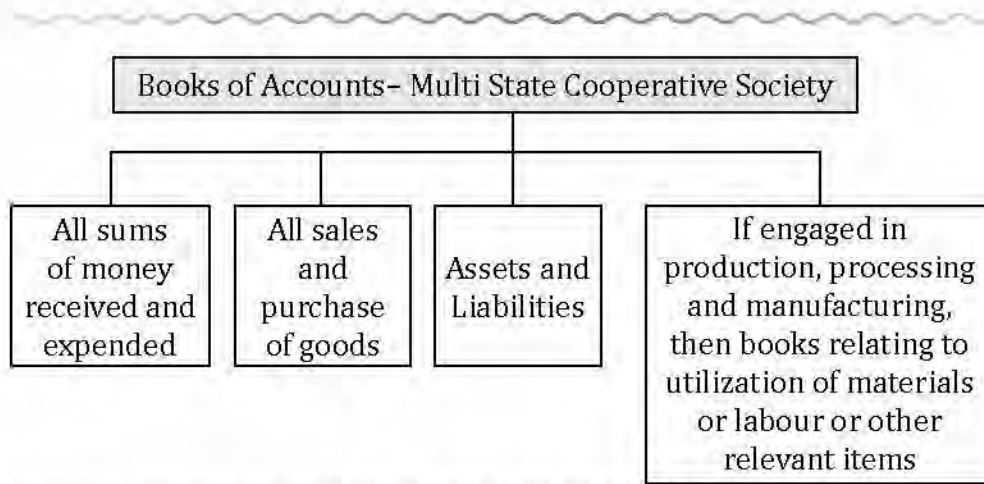 Books of Accounts– Multi State Cooperative Society
All sums
of money
received and
expended
All sales
and
purchase
of goods
Assets and
Liabilities
If engaged in
production, processing
and manufacturing,
then books relating to
utilization of materials
or labour or other
relevant items